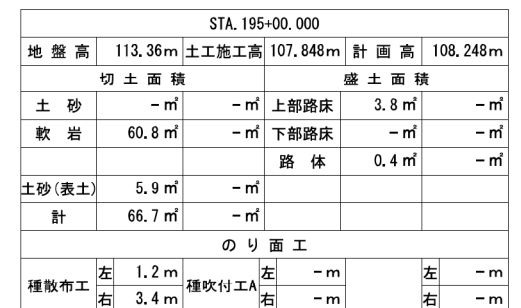 STA. 195+00.000
地盤高 113.36m 土工施工高 107.848m 計画高 108.248m
切土面積 盛土面積
土砂 －㎡ －㎡ 上部路床 3.8㎡ －㎡
軟岩 60.8㎡ －㎡ 下部路床 －㎡ －㎡
路体 0.4㎡ －㎡
土砂(表土) 5.9㎡ －㎡
計 66.7㎡ －㎡
のり面工
種散布工 左 1.2m 種吹付工A 左 －m 左 －m
右 3.4m 右 －m 右 －m